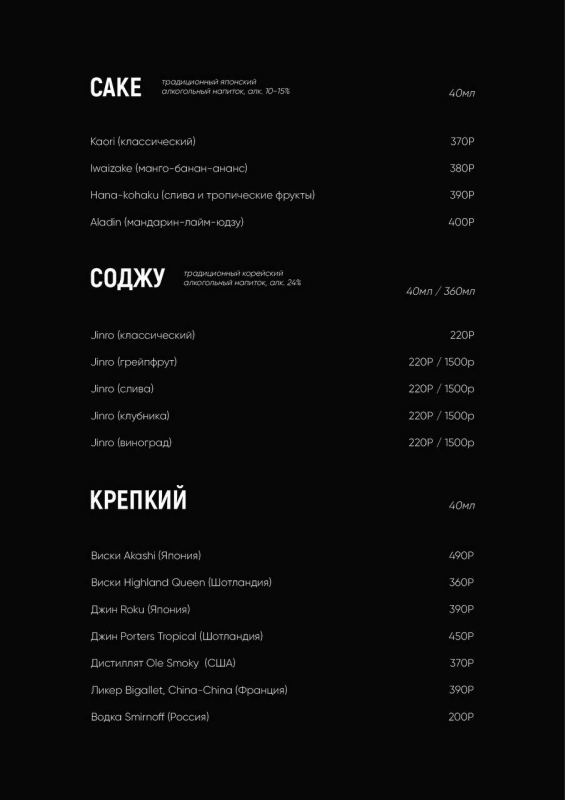 САКЕ
традиционный японский
алкогольный напиток, алк. 10-15%
40мл
Kaori (классический) 370Р
Iwaizake (манго-банан-ананс) 380Р
Hana-kohaku (слива и тропические фрукты) 390Р
Aladin (мандарин-лайм-юдзу) 400Р
СОДЖУ
традиционный корейский
алкогольный напиток, алк. 24%
40мл / 360мл
Jinro (классический) 220Р
Jinro (грейпфрут) 220Р / 1500р
Jinro (слива) 220Р / 1500р
Jinro (клубника) 220Р / 1500р
Jinro (виноград) 220Р / 1500р
КРЕПКИЙ 40мл
Виски Akashi (Япония) 490Р
Виски Highland Queen (Шотландия) 360Р
Джин Roku (Япония) 390Р
Джин Porters Tropical (Шотландия) 450Р
Дистиллят Ole Smoky (США) 370Р
Ликер Bigallet, China-China (Франция) 390Р
Водка Smirnoff (Россия) 200Р